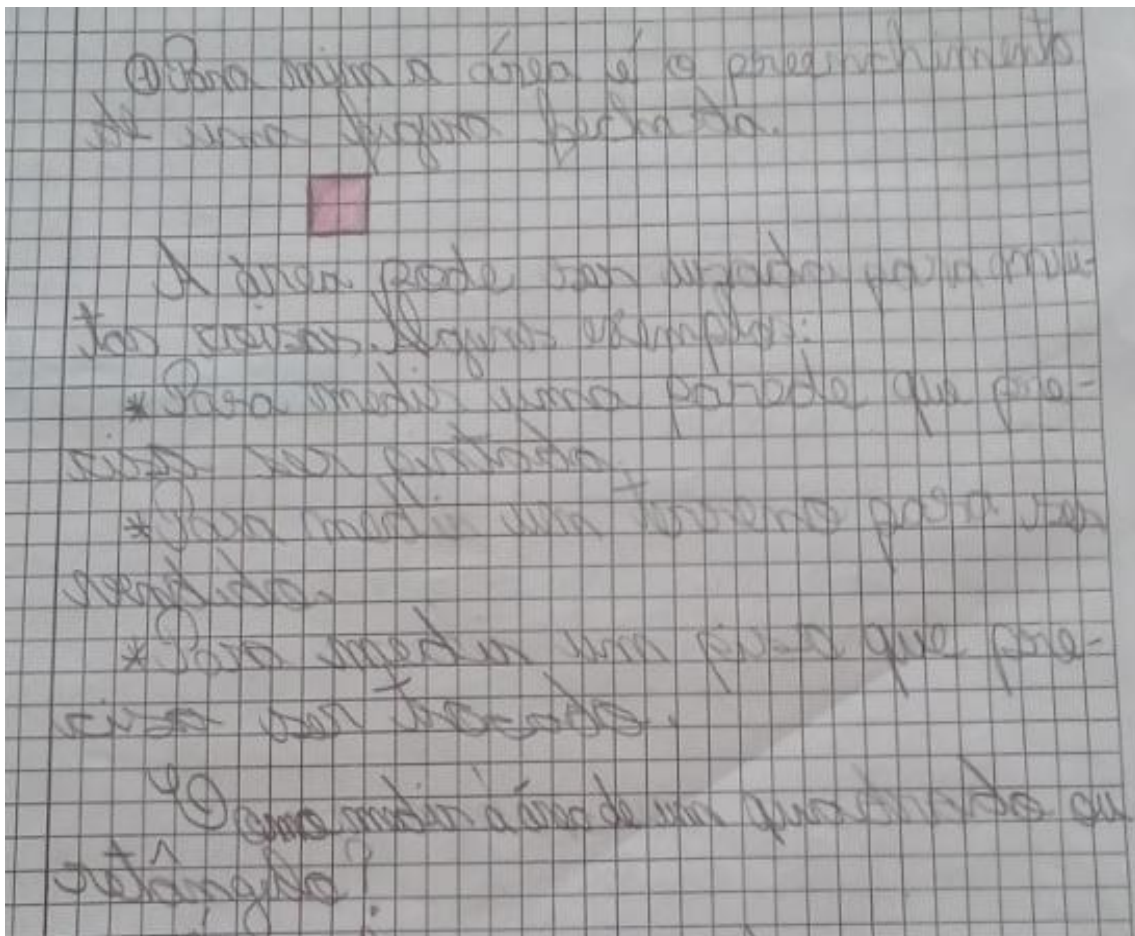 ① Para mim a área é o preenchimento
de uma figura fechada.
A área pode ser usada para mui-
tas coisas. Alguns exemplos:
* Para medir uma parede que pre-
cisa ser pintada.
* Para medir um terreno para ser
vendido.
* Para medir um piso que pre-
cisa ser trocado.
Como medir a área de um quadrado ou
retângulo?